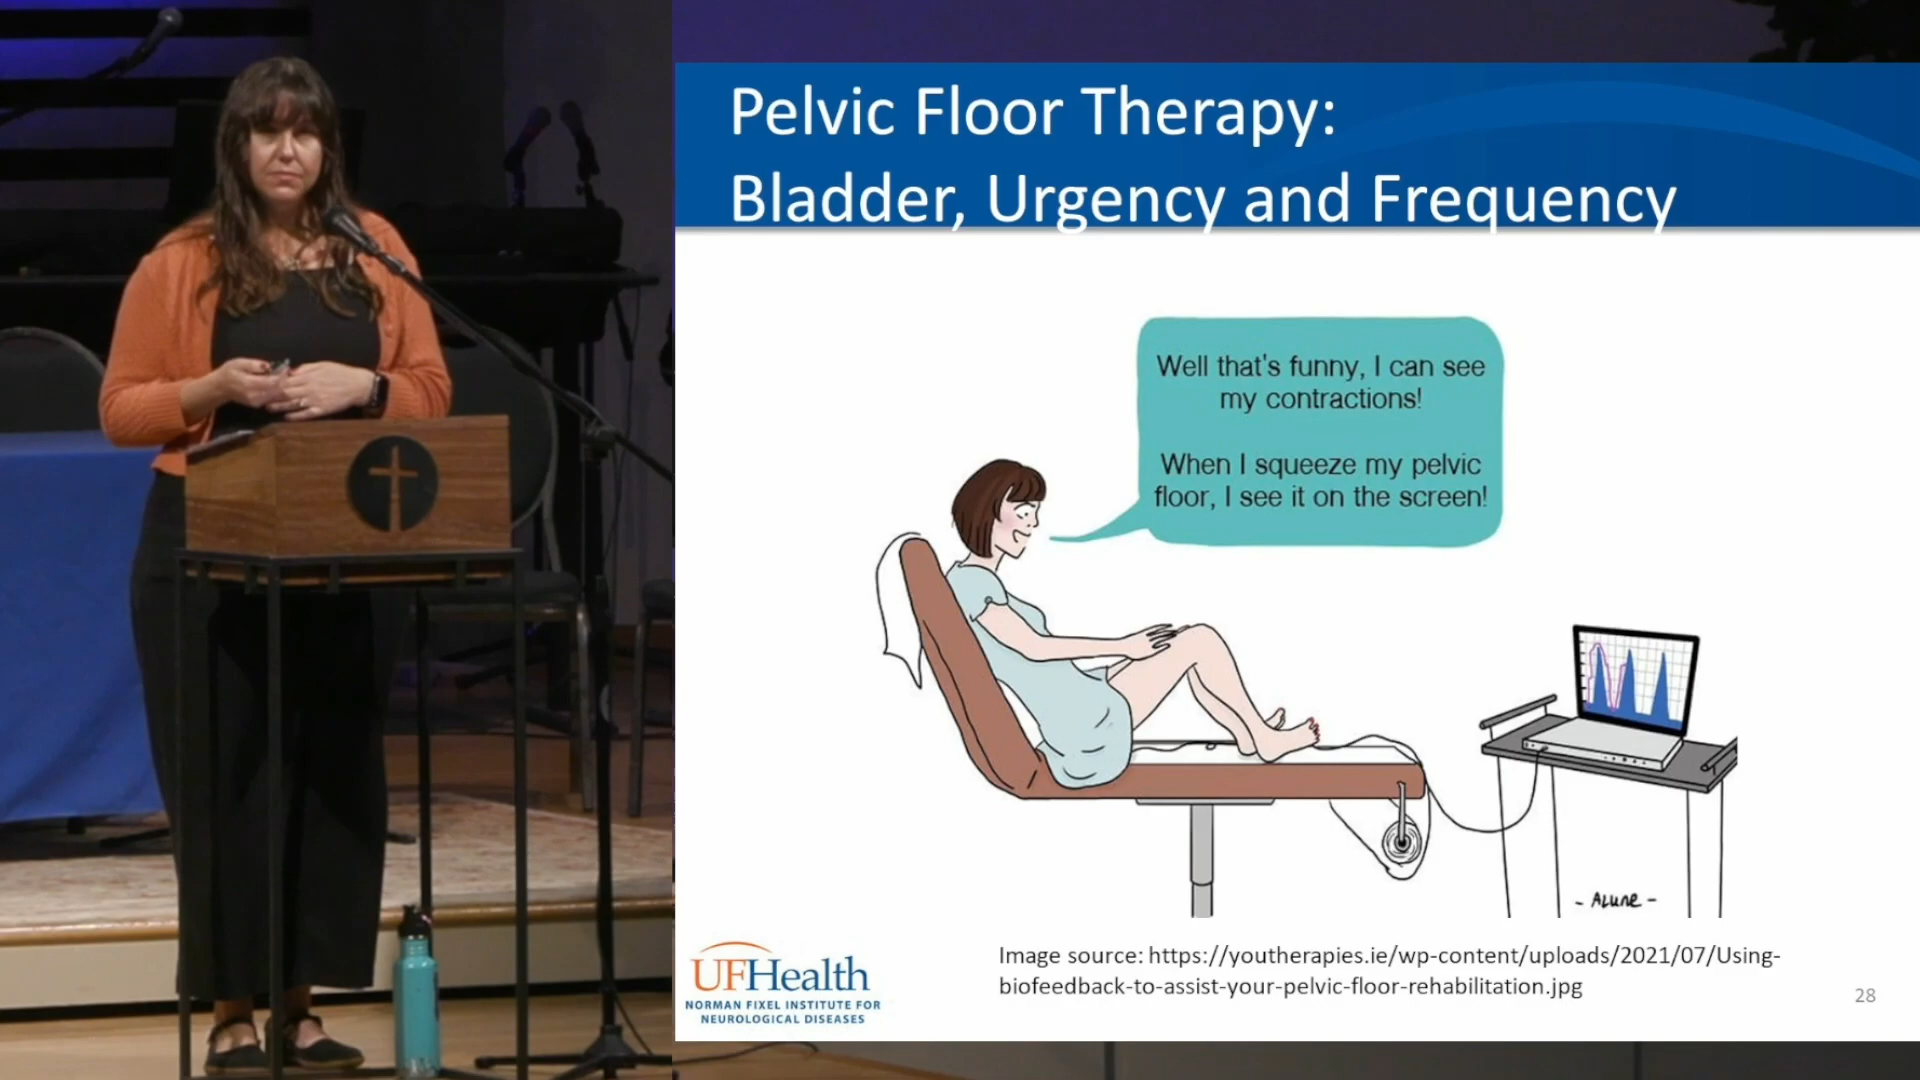 Pelvic Floor Therapy:
Bladder, Urgency and Frequency
Well that's funny, I can see
my contractions!
When I squeeze my pelvic
floor, I see it on the screen!
- Alune -
UFHealth
NORMAN FIXEL INSTITUTE FOR
NEUROLOGICAL DISEASES
Image source: https://youtherapies.ie/wp-content/uploads/2021/07/Using-
biofeedback-to-assist-your-pelvic-floor-rehabilitation.jpg
28